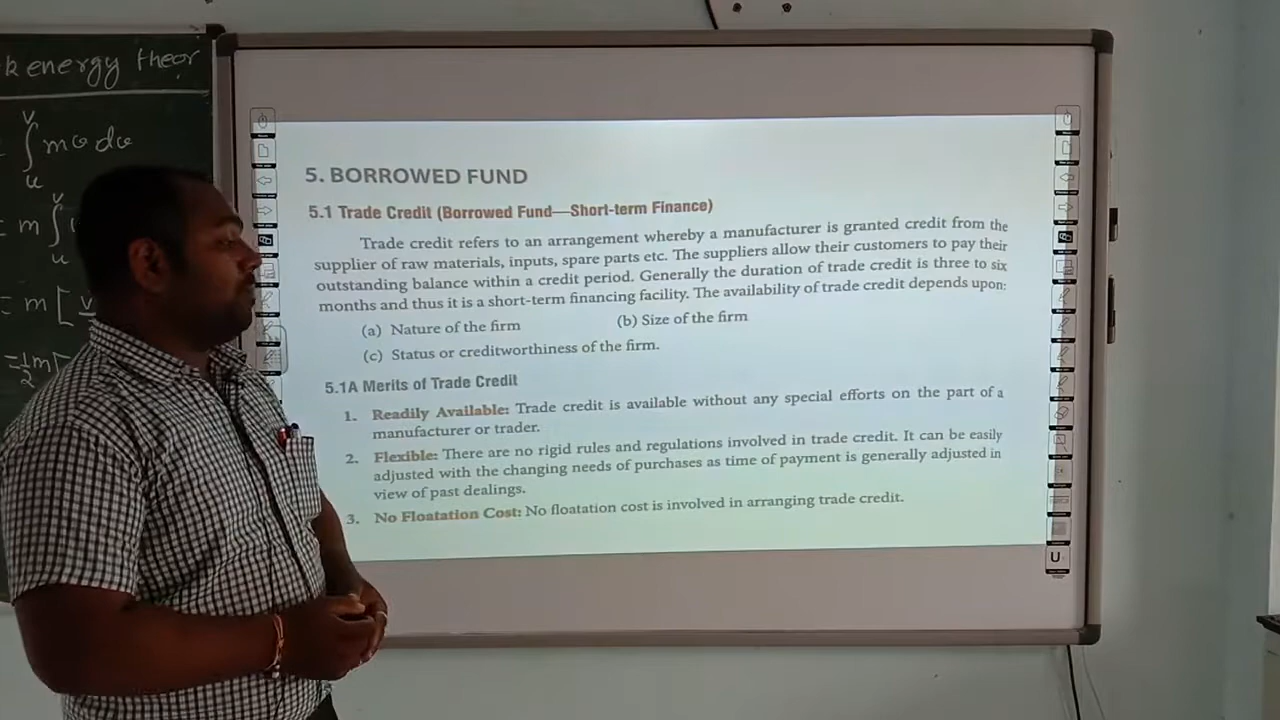 k energy theor
v
∫ mv dv
u
= m ∫
v
u
= m [ v
= 1/2 m [
5. BORROWED FUND
5.1 Trade Credit (Borrowed Fund—Short-term Finance)
Trade credit refers to an arrangement whereby a manufacturer is granted credit from the
supplier of raw materials, inputs, spare parts etc. The suppliers allow their customers to pay their
outstanding balance within a credit period. Generally the duration of trade credit is three to six
months and thus it is a short-term financing facility. The availability of trade credit depends upon:
(a) Nature of the firm (b) Size of the firm
(c) Status or creditworthiness of the firm.
5.1A Merits of Trade Credit
1. Readily Available: Trade credit is available without any special efforts on the part of a
manufacturer or trader.
2. Flexible: There are no rigid rules and regulations involved in trade credit. It can be easily
adjusted with the changing needs of purchases as time of payment is generally adjusted in
view of past dealings.
3. No Floatation Cost: No floatation cost is involved in arranging trade credit.
U